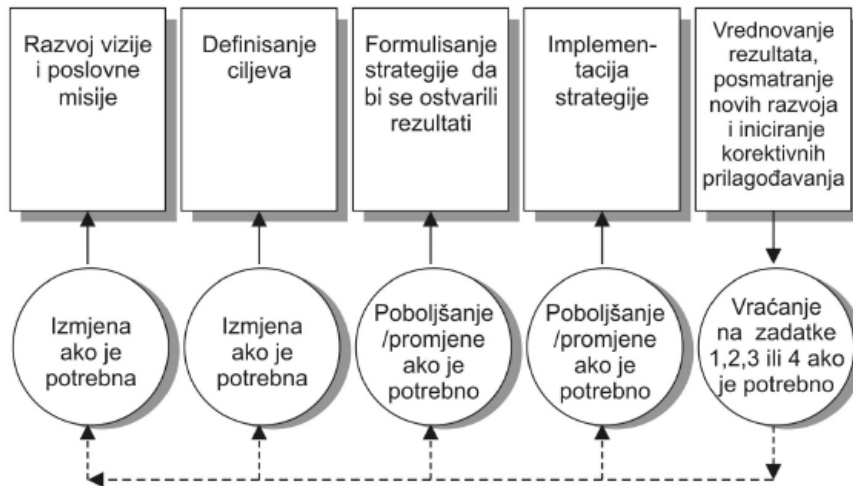 Razvoj vizije
i poslovne
misije
Definisanje
ciljeva
Formulisanje
strategije da
bi se ostvarili
rezultati
Implemen-
tacija
strategije
Vrednovanje
rezultata,
posmatranje
novih razvoja
i iniciranje
korektivnih
prilagođavanja
Izmjena
ako je
potrebna
Izmjena
ako je
potrebna
Poboljšanje
/promjene
ako je
potrebno
Poboljšanje
/promjene
ako je
potrebno
Vraćanje
na zadatke
1,2,3 ili 4 ako
je potrebno